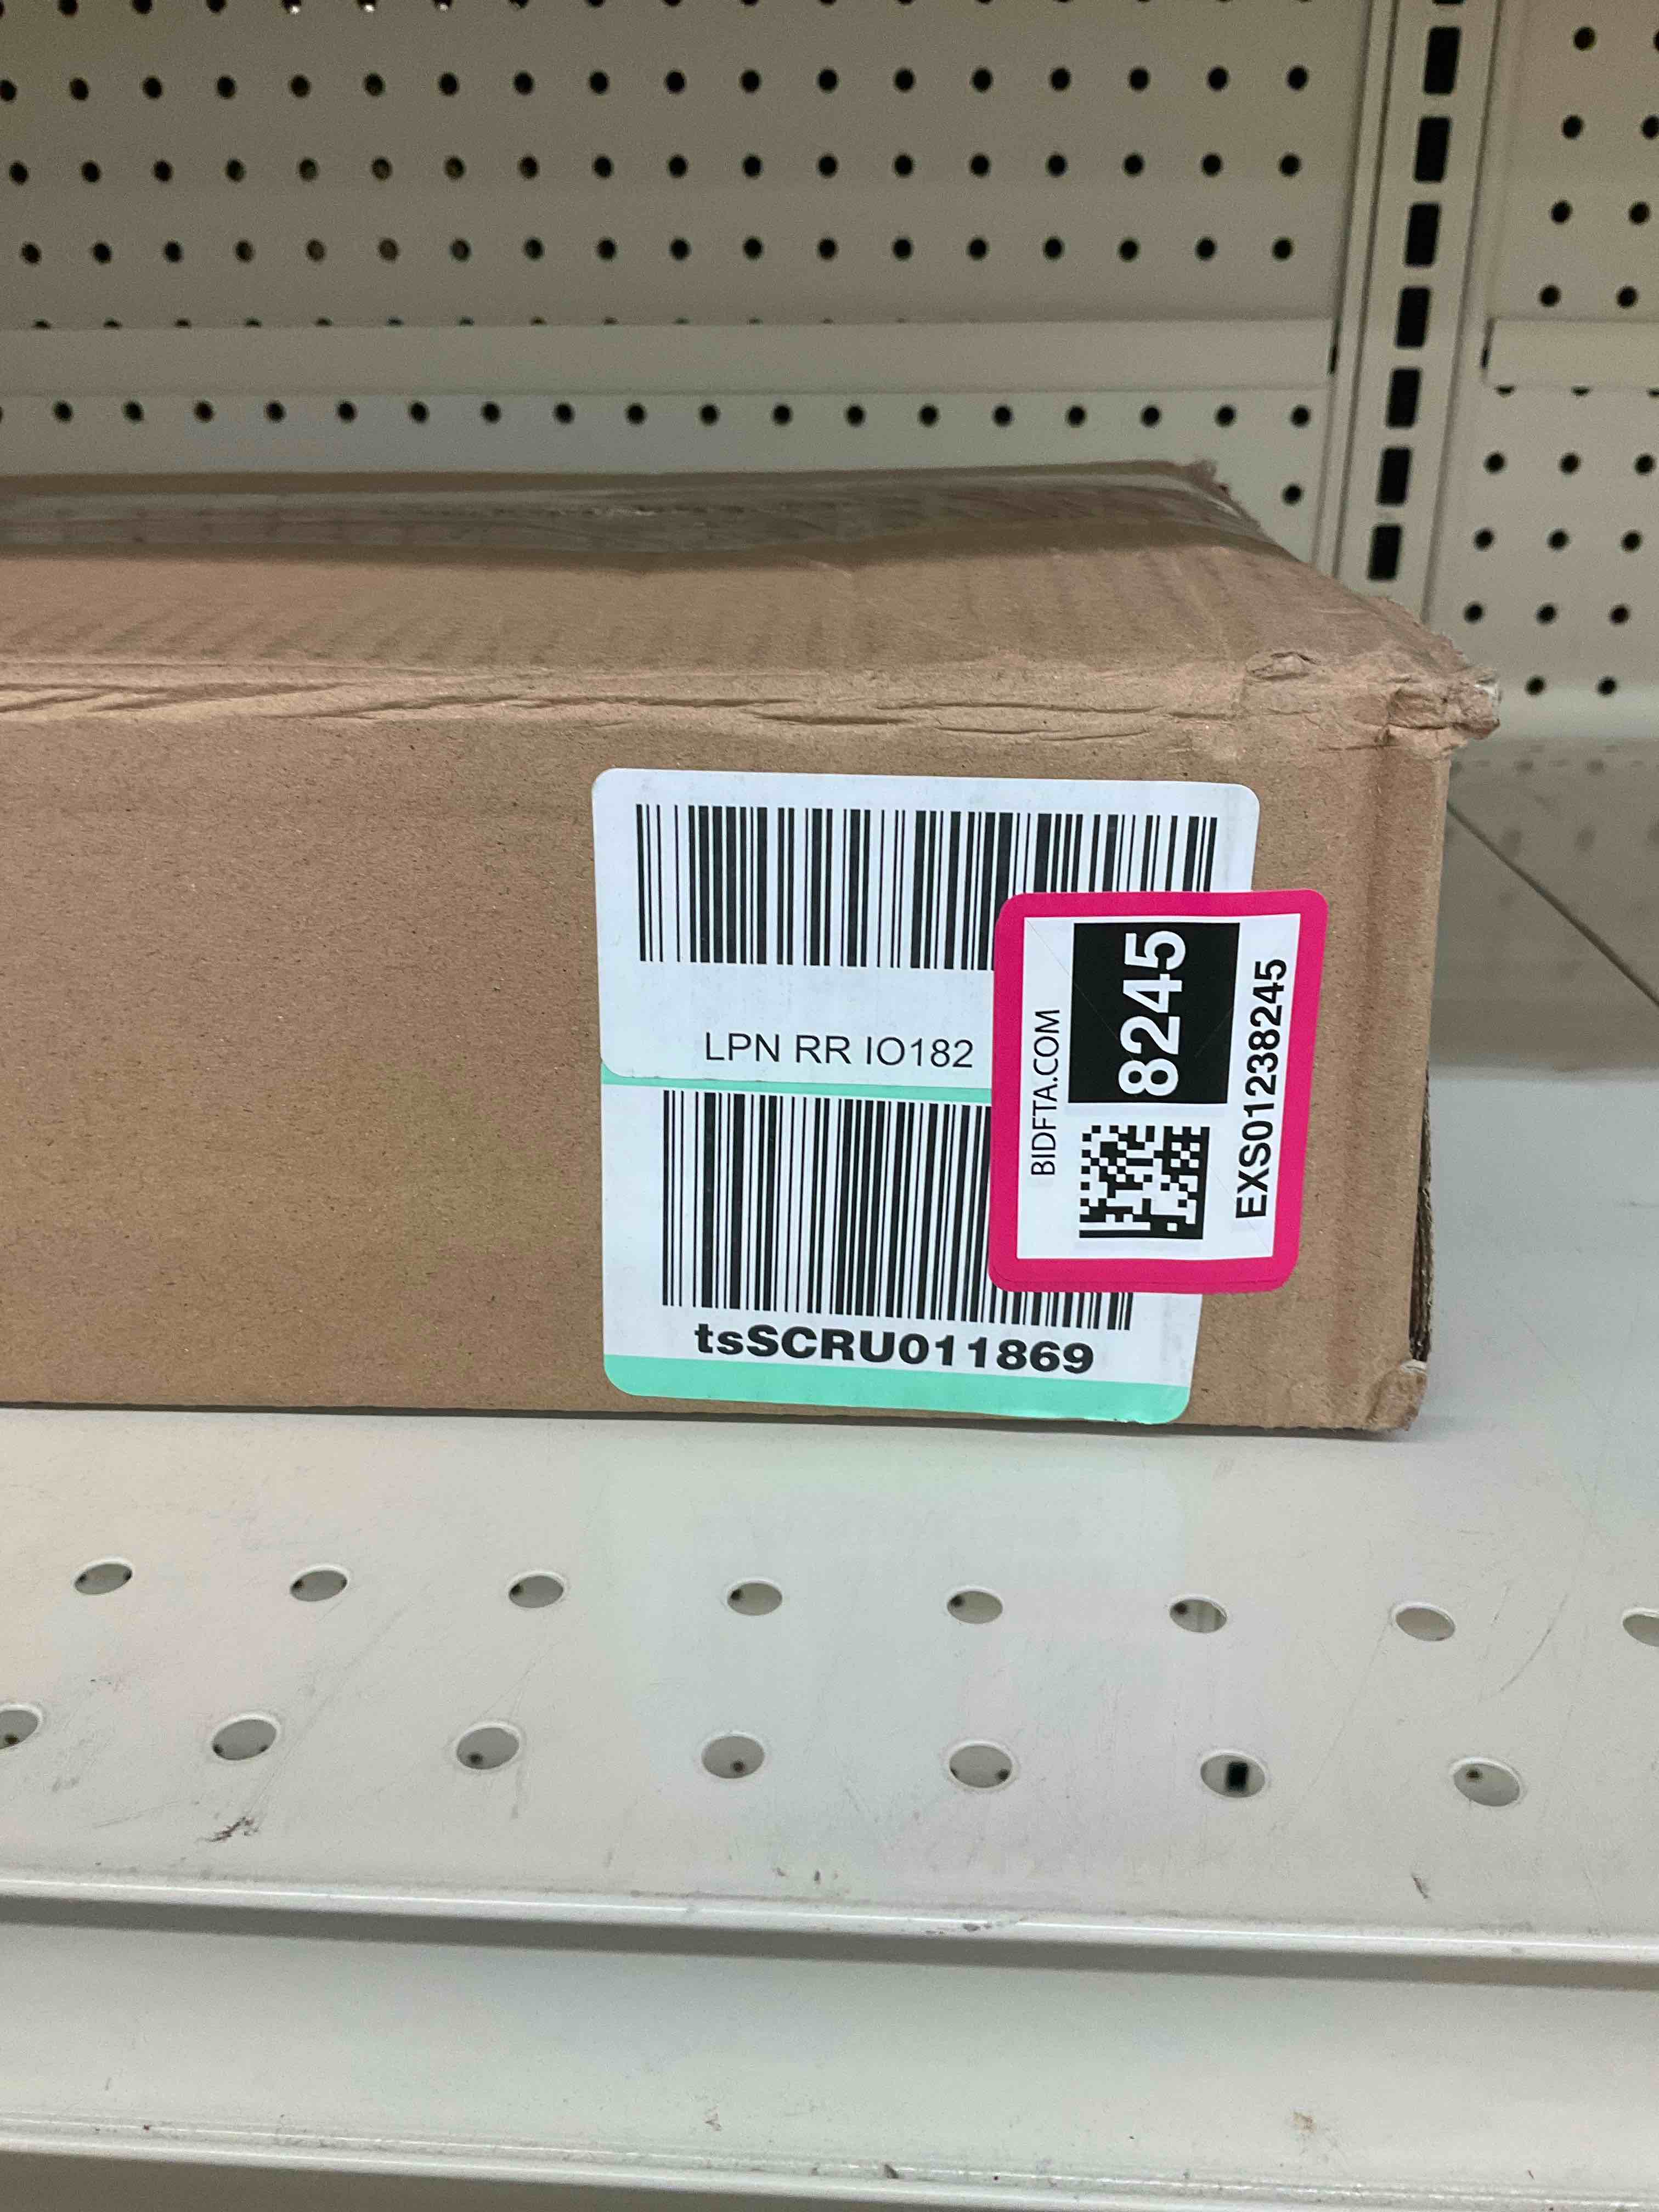 LPN RR IO182
tsSCRU011869
BIDFTA.COM
8245
EXS01238245